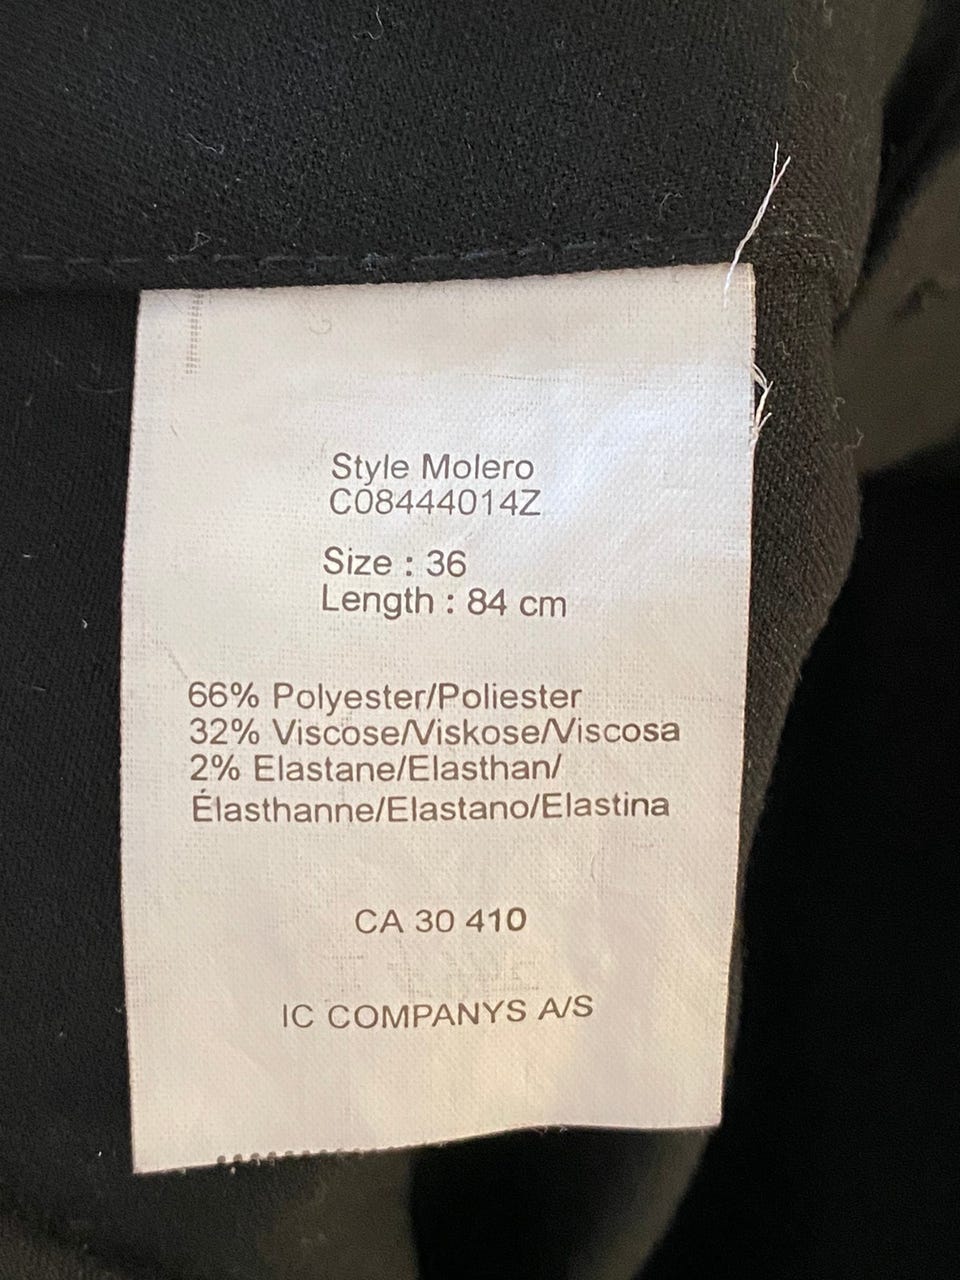 Style Molero
C08444014Z
Size : 36
Length : 84 cm
66% Polyester/Poliester
32% Viscose/Viskose/Viscosa
2% Elastane/Elasthan/
Élasthanne/Elastano/Elastina
CA 30 410
IC COMPANYS A/S